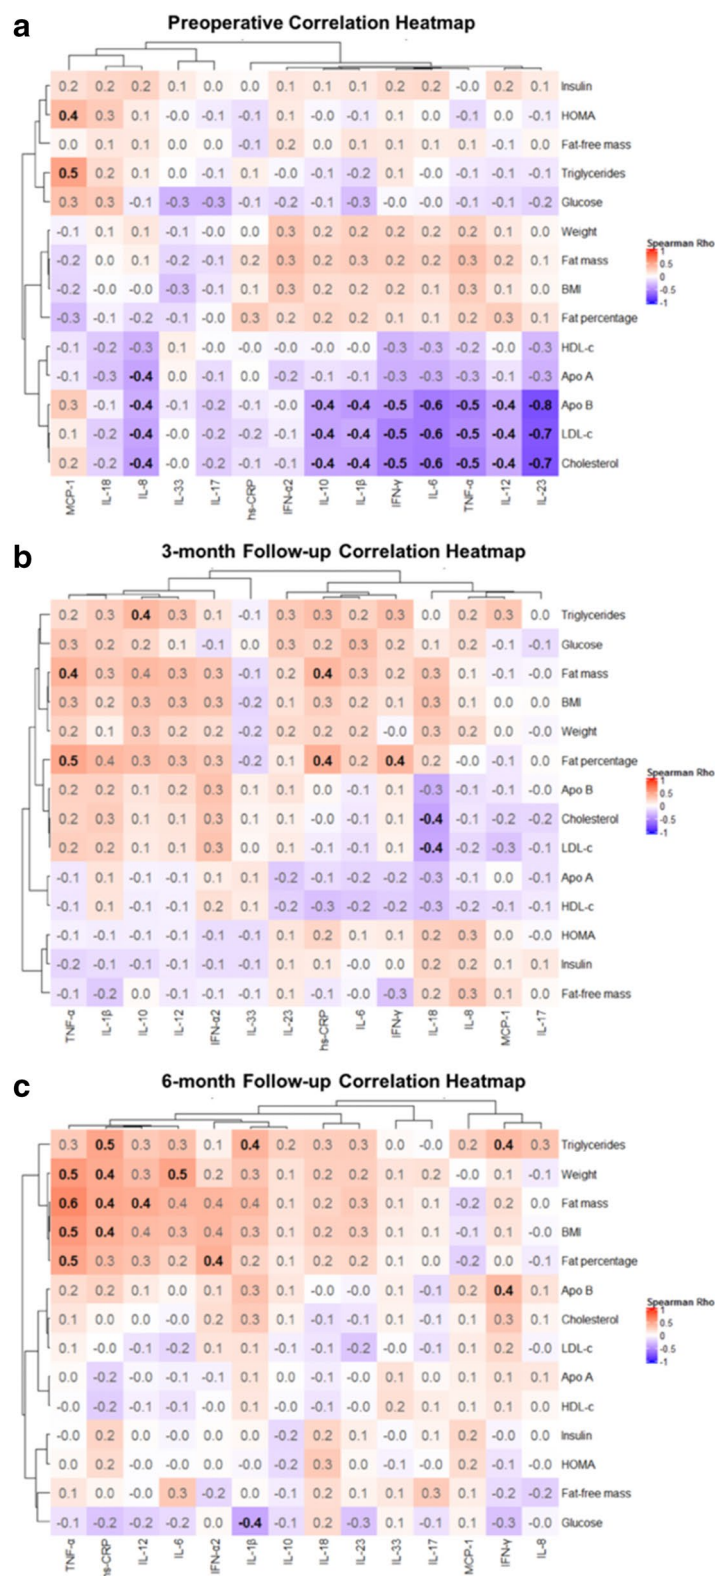 a
Preoperative Correlation Heatmap
0.2 0.2 0.2 0.1 0.0 0.0 0.1 0.1 0.1 0.2 0.2 -0.0 0.2 0.1 Insulin
0.4 0.3 0.1 -0.0 -0.1 -0.1 0.1 -0.0 -0.1 0.1 0.0 -0.1 0.0 -0.1 HOMA
0.0 0.1 0.1 0.0 0.0 -0.1 0.2 0.0 0.1 0.1 0.1 0.1 -0.1 0.0 Fat-free mass
0.5 0.2 0.1 0.0 -0.1 0.1 -0.0 -0.1 -0.2 0.1 -0.0 -0.1 -0.1 -0.1 Triglycerides
0.3 0.3 -0.1 -0.3 -0.3 -0.1 -0.2 -0.1 -0.3 -0.0 -0.0 -0.1 -0.1 -0.2 Glucose
-0.1 0.1 0.1 -0.1 -0.0 0.0 0.3 0.2 0.2 0.2 0.2 0.2 0.1 0.0 Weight
-0.2 0.0 0.1 -0.2 -0.1 0.2 0.3 0.2 0.2 0.2 0.2 0.3 0.2 0.1 Fat mass
-0.2 -0.0 -0.0 -0.3 -0.1 0.1 0.3 0.2 0.2 0.2 0.1 0.3 0.1 0.0 BMI
-0.3 -0.1 -0.2 -0.1 -0.0 0.3 0.2 0.2 0.2 0.1 0.1 0.2 0.3 0.1 Fat percentage
-0.1 -0.2 -0.3 0.1 -0.0 -0.0 -0.0 -0.0 -0.0 -0.3 -0.3 -0.2 -0.0 -0.3 HDL-c
-0.1 -0.3 -0.4 0.0 -0.1 0.0 -0.2 -0.1 -0.1 -0.3 -0.3 -0.3 -0.1 -0.3 Apo A
0.3 -0.1 -0.4 -0.1 -0.2 -0.1 -0.0 -0.4 -0.4 -0.5 -0.6 -0.5 -0.4 -0.8 Apo B
0.1 -0.2 -0.4 -0.0 -0.2 -0.2 -0.1 -0.4 -0.4 -0.5 -0.6 -0.5 -0.4 -0.7 LDL-c
0.2 -0.2 -0.4 -0.0 -0.2 -0.1 -0.1 -0.4 -0.4 -0.5 -0.6 -0.5 -0.4 -0.7 Cholesterol
MCP-1 IL-18 IL-8 IL-33 IL-17 hs-CRP IFN-α2 IL-10 IL-1β IFN-γ IL-6 TNF-α IL-12 IL-23
Spearman Rho
1
0.5
0
-0.5
-1
b
3-month Follow-up Correlation Heatmap
0.2 0.3 0.4 0.3 0.1 -0.1 0.3 0.3 0.2 0.3 0.0 0.2 0.3 0.0 Triglycerides
0.3 0.2 0.2 0.1 -0.1 0.0 0.3 0.2 0.3 0.2 0.1 0.2 -0.1 -0.1 Glucose
0.4 0.3 0.4 0.3 0.3 -0.1 0.2 0.4 0.3 0.2 0.3 0.1 -0.1 -0.0 Fat mass
0.3 0.2 0.3 0.3 0.3 -0.2 0.1 0.3 0.2 0.1 0.3 0.1 0.0 0.0 BMI
0.2 0.1 0.3 0.2 0.2 -0.2 0.2 0.2 0.2 -0.0 0.3 0.2 0.0 -0.0 Weight
0.5 0.4 0.3 0.3 0.3 -0.2 0.1 0.4 0.2 0.4 0.2 -0.0 -0.1 0.0 Fat percentage
0.2 0.2 0.1 0.2 0.3 0.1 0.1 0.0 -0.1 0.1 -0.3 -0.1 -0.1 -0.0 Apo B
0.2 0.3 0.1 0.1 0.3 0.1 0.1 -0.0 -0.1 0.1 -0.4 -0.1 -0.2 -0.2 Cholesterol
0.2 0.2 0.1 0.1 0.3 0.0 0.1 -0.1 -0.1 0.1 -0.4 -0.2 -0.3 -0.1 LDL-c
-0.1 0.1 -0.1 -0.1 0.1 0.1 -0.2 -0.1 -0.2 -0.2 -0.3 -0.1 0.0 -0.1 Apo A
-0.1 0.1 -0.1 -0.1 0.2 0.1 -0.2 -0.3 -0.2 -0.2 -0.3 -0.2 -0.1 -0.1 HDL-c
-0.1 -0.1 -0.1 -0.1 -0.1 -0.1 0.1 0.2 0.1 0.1 0.2 0.3 0.0 -0.0 HOMA
-0.2 -0.1 -0.1 -0.1 -0.1 -0.1 0.1 0.1 -0.0 0.0 0.2 0.2 0.1 0.1 Insulin
-0.1 -0.2 0.0 -0.1 -0.1 -0.1 0.1 -0.1 -0.0 -0.3 0.2 0.3 0.1 0.0 Fat-free mass
TNF-α IL-1β IL-10 IL-12 IFN-α2 IL-33 IL-23 hs-CRP IL-6 IFN-γ IL-18 IL-8 MCP-1 IL-17
Spearman Rho
1
0.5
0
-0.5
-1
c
6-month Follow-up Correlation Heatmap
0.3 0.5 0.3 0.3 0.1 0.4 0.2 0.3 0.3 0.0 -0.0 0.2 0.4 0.3 Triglycerides
0.5 0.4 0.3 0.5 0.2 0.3 0.1 0.2 0.2 0.1 0.2 -0.0 0.1 -0.1 Weight
0.6 0.4 0.4 0.4 0.4 0.4 0.1 0.2 0.3 0.1 0.1 -0.2 0.2 0.0 Fat mass
0.5 0.4 0.4 0.3 0.4 0.3 0.1 0.2 0.3 0.1 0.1 -0.1 0.1 -0.0 BMI
0.5 0.3 0.3 0.2 0.4 0.2 0.1 0.2 0.2 0.1 0.0 -0.2 0.0 -0.1 Fat percentage
0.2 0.2 0.1 0.0 0.1 0.3 0.1 -0.0 -0.0 0.1 -0.1 0.2 0.4 0.1 Apo B
0.1 0.0 0.0 -0.0 0.2 0.3 0.1 -0.1 -0.1 0.1 -0.1 0.1 0.3 0.1 Cholesterol
0.1 -0.0 -0.1 -0.2 0.1 0.1 -0.1 -0.1 -0.2 -0.0 -0.1 0.1 0.2 -0.0 LDL-c
0.0 -0.2 -0.0 -0.1 -0.0 0.1 0.0 -0.1 -0.0 0.1 0.0 0.1 0.1 0.1 Apo A
-0.0 -0.2 -0.1 -0.1 -0.1 0.1 -0.0 -0.1 -0.0 0.2 0.1 0.1 0.1 0.0 HDL-c
-0.0 0.2 -0.0 -0.0 -0.0 0.0 -0.2 0.2 0.1 -0.0 0.1 0.2 -0.0 0.0 Insulin
0.0 0.2 -0.0 0.0 -0.0 -0.0 -0.2 0.3 0.0 -0.1 -0.0 0.2 -0.1 -0.0 HOMA
0.1 0.0 -0.0 0.3 -0.2 0.0 -0.1 0.2 0.1 0.1 0.3 0.1 -0.2 -0.2 Fat-free mass
-0.1 -0.2 -0.2 -0.2 0.0 -0.4 -0.1 0.2 -0.3 0.1 -0.1 0.1 -0.3 -0.0 Glucose
TNF-α hs-CRP IL-12 IL-6 IFN-α2 IL-1β IL-10 IL-18 IL-23 IL-33 IL-17 MCP-1 IFN-γ IL-8
Spearman Rho
1
0.5
0
-0.5
-1